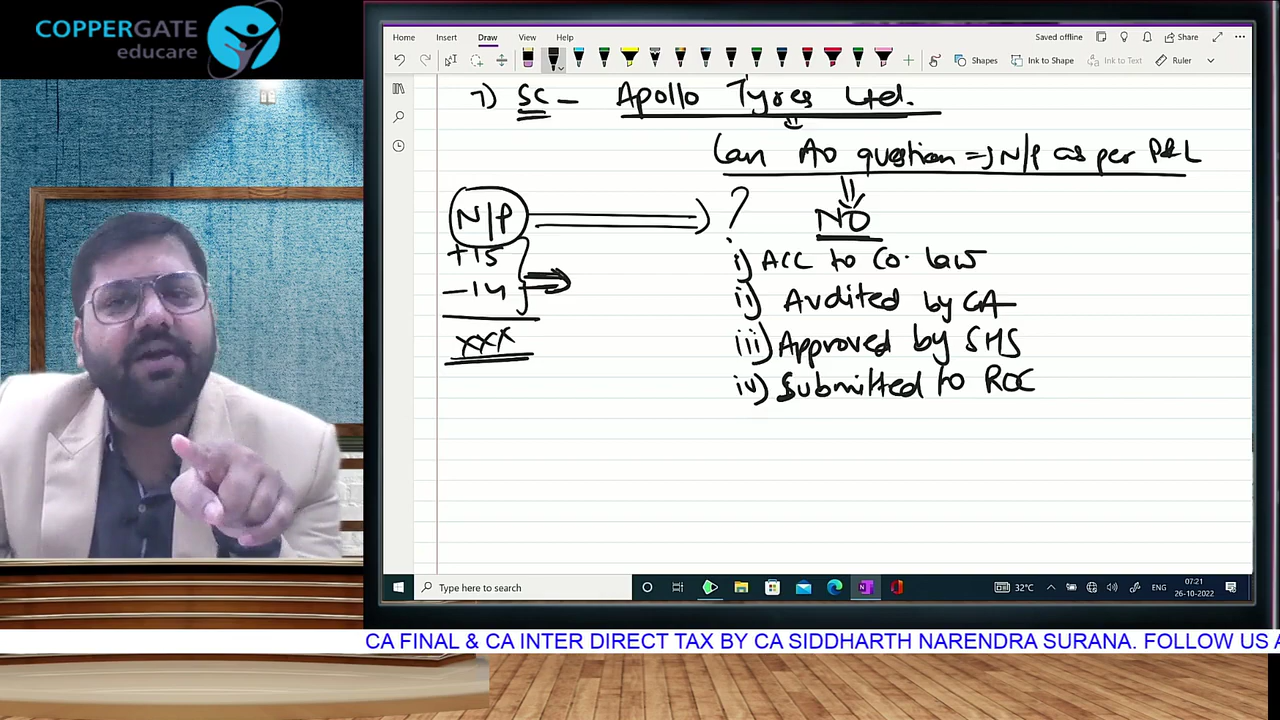 COPPERGATE
educare
Home Insert Draw View Help
Saved offline Share
Shapes Ink to Shape Ink to Text Ruler
7) SC - Apollo Tyres Ltd.
Can AO question => N/P as per P&L
N/P ? NO
+15
-14
xxx
i) ACC to Co. law
ii) Audited by CA
iii) Approved by SHS
iv) Submitted to ROC
Type here to search
32°C ENG 07:21
26-10-2022
CA FINAL & CA INTER DIRECT TAX BY CA SIDDHARTH NARENDRA SURANA. FOLLOW US A